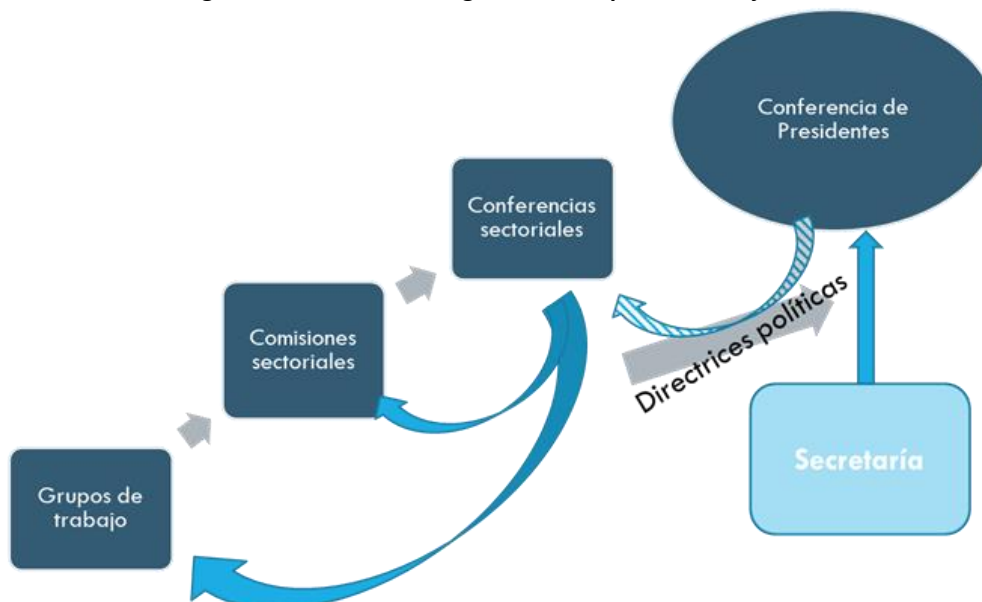 Conferencia de
Presidentes
Conferencias
sectoriales
Directrices políticas
Comisiones
sectoriales
Secretaría
Grupos de
trabajo